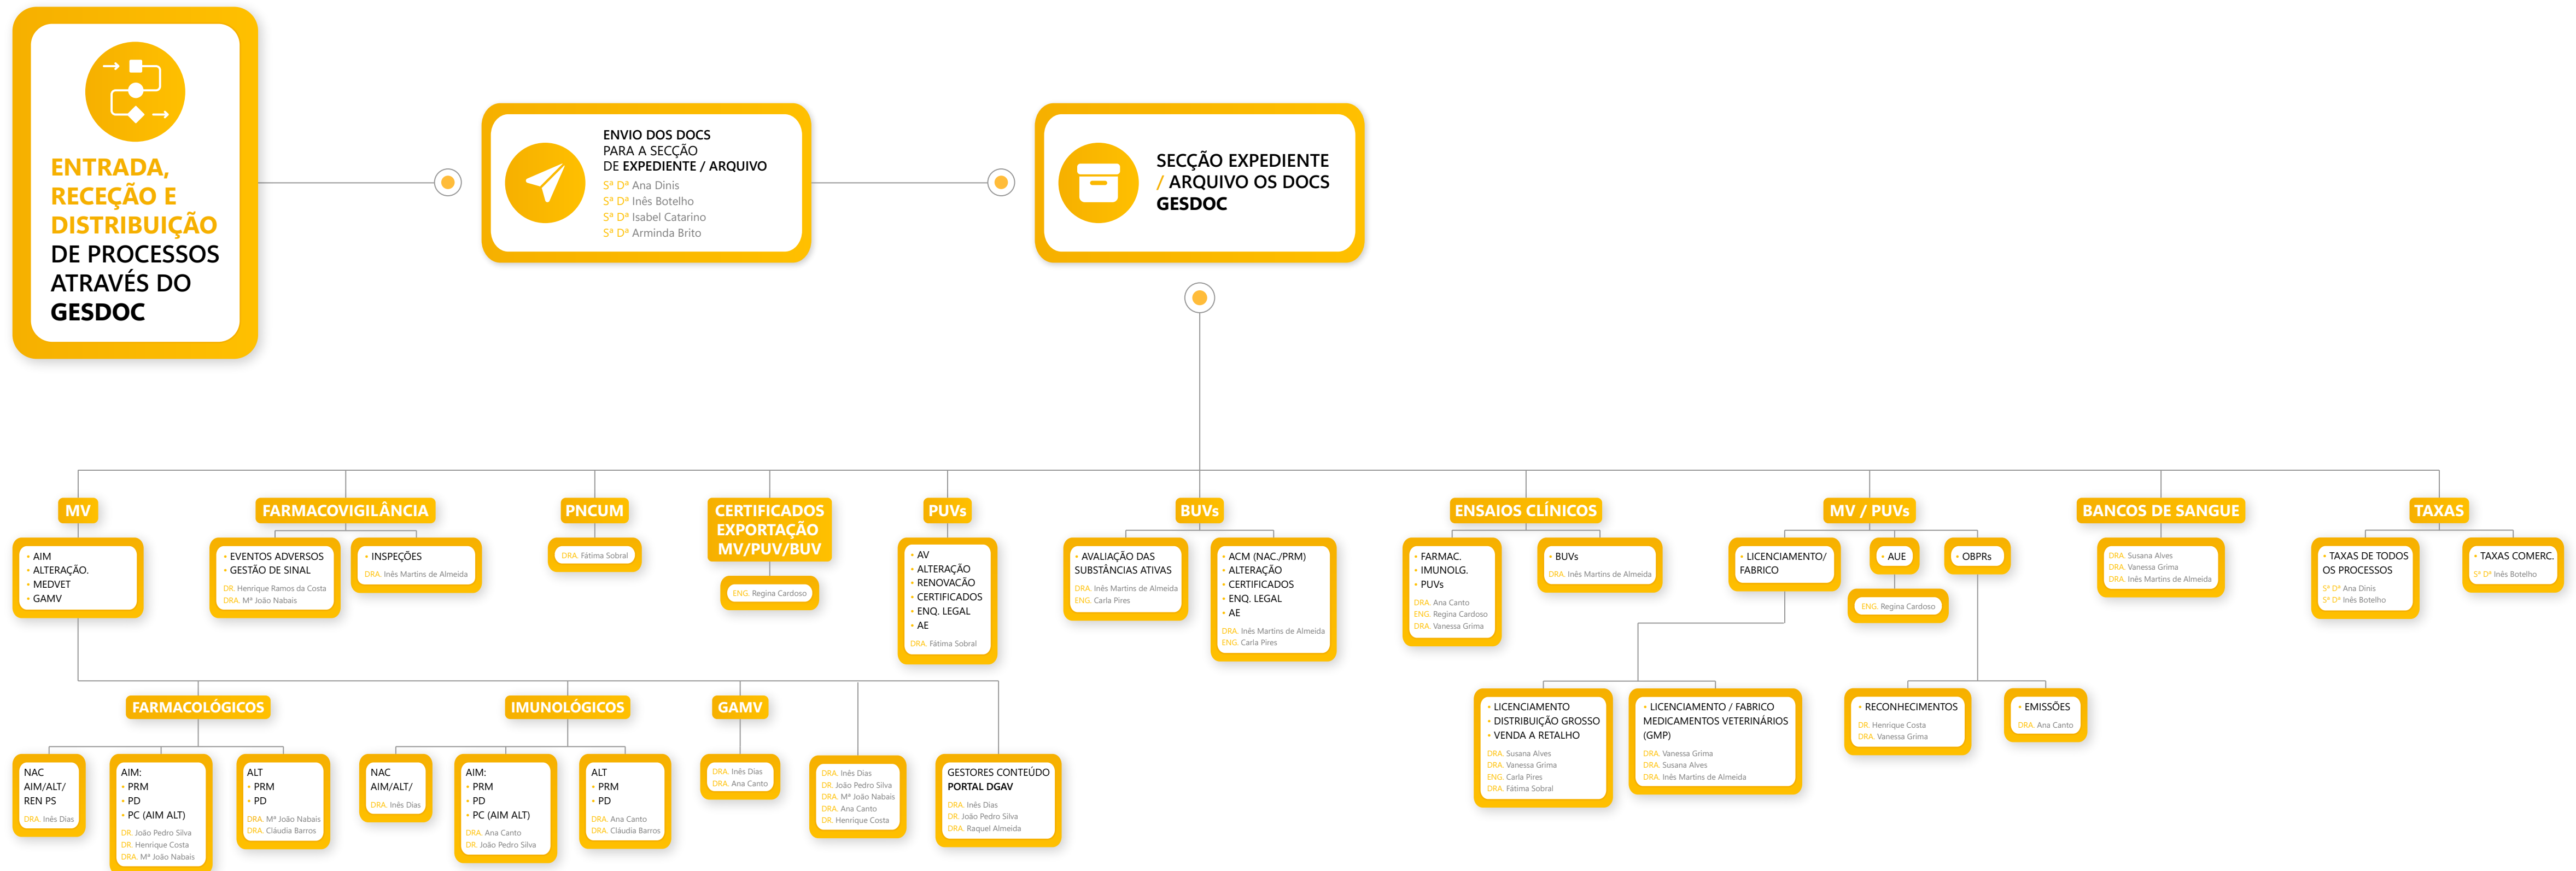 ENTRADA,
RECEÇÃO E
DISTRIBUIÇÃO
DE PROCESSOS
ATRAVÉS DO
GESDOC
ENVIO DOS DOCS
PARA A SECÇÃO
DE EXPEDIENTE / ARQUIVO
Sª Dª Ana Dinis
Sª Dª Inês Botelho
Sª Dª Isabel Catarino
Sª Dª Arminda Brito
SECÇÃO EXPEDIENTE
/ ARQUIVO OS DOCS
GESDOC
MV
• AIM
• ALTERAÇÃO.
• MEDVET
• GAMV
FARMACOVIGILÂNCIA
• EVENTOS ADVERSOS
• GESTÃO DE SINAL
DR. Henrique Ramos da Costa
DRA. Mª João Nabais
• INSPEÇÕES
DRA. Inês Martins de Almeida
PNCUM
DRA. Fátima Sobral
CERTIFICADOS
EXPORTAÇÃO
MV/PUV/BUV
ENG. Regina Cardoso
PUVs
• AV
• ALTERAÇÃO
• RENOVACÃO
• CERTIFICADOS
• ENQ. LEGAL
• AE
DRA. Fátima Sobral
BUVs
• AVALIAÇÃO DAS
SUBSTÂNCIAS ATIVAS
DRA. Inês Martins de Almeida
ENG. Carla Pires
• ACM (NAC./PRM)
• ALTERAÇÃO
• CERTIFICADOS
• ENQ. LEGAL
• AE
DRA. Inês Martins de Almeida
ENG. Carla Pires
ENSAIOS CLÍNICOS
• FARMAC.
• IMUNOLG.
• PUVs
DRA. Ana Canto
ENG. Regina Cardoso
DRA. Vanessa Grima
• BUVs
DRA. Inês Martins de Almeida
MV / PUVs
• LICENCIAMENTO/
FABRICO
• AUE
ENG. Regina Cardoso
• OBPRs
BANCOS DE SANGUE
DRA. Susana Alves
DRA. Vanessa Grima
DRA. Inês Martins de Almeida
TAXAS
• TAXAS DE TODOS
OS PROCESSOS
Sª Dª Ana Dinis
Sª Dª Inês Botelho
• TAXAS COMERC.
Sª Dª Inês Botelho
FARMACOLÓGICOS
NAC
AIM/ALT/
REN PS
DRA. Inês Dias
AIM:
• PRM
• PD
• PC (AIM ALT)
DR. João Pedro Silva
DR. Henrique Costa
DRA. Mª João Nabais
ALT
• PRM
• PD
DRA. Mª João Nabais
DRA. Cláudia Barros
IMUNOLÓGICOS
NAC
AIM/ALT/
DRA. Inês Dias
AIM:
• PRM
• PD
• PC (AIM ALT)
DRA. Ana Canto
DR. João Pedro Silva
ALT
• PRM
• PD
DRA. Ana Canto
DRA. Cláudia Barros
GAMV
DRA. Inês Dias
DRA. Ana Canto
DRA. Inês Dias
DR. João Pedro Silva
DRA. Mª João Nabais
DRA. Ana Canto
DR. Henrique Costa
GESTORES CONTEÚDO
PORTAL DGAV
DRA. Inês Dias
DR. João Pedro Silva
DRA. Raquel Almeida
• LICENCIAMENTO
• DISTRIBUIÇÃO GROSSO
• VENDA A RETALHO
DRA. Susana Alves
DRA. Vanessa Grima
ENG. Carla Pires
DRA. Fátima Sobral
• LICENCIAMENTO / FABRICO
MEDICAMENTOS VETERINÁRIOS
(GMP)
DRA. Vanessa Grima
DRA. Susana Alves
DRA. Inês Martins de Almeida
• RECONHECIMENTOS
DR. Henrique Costa
DRA. Vanessa Grima
• EMISSÕES
DRA. Ana Canto